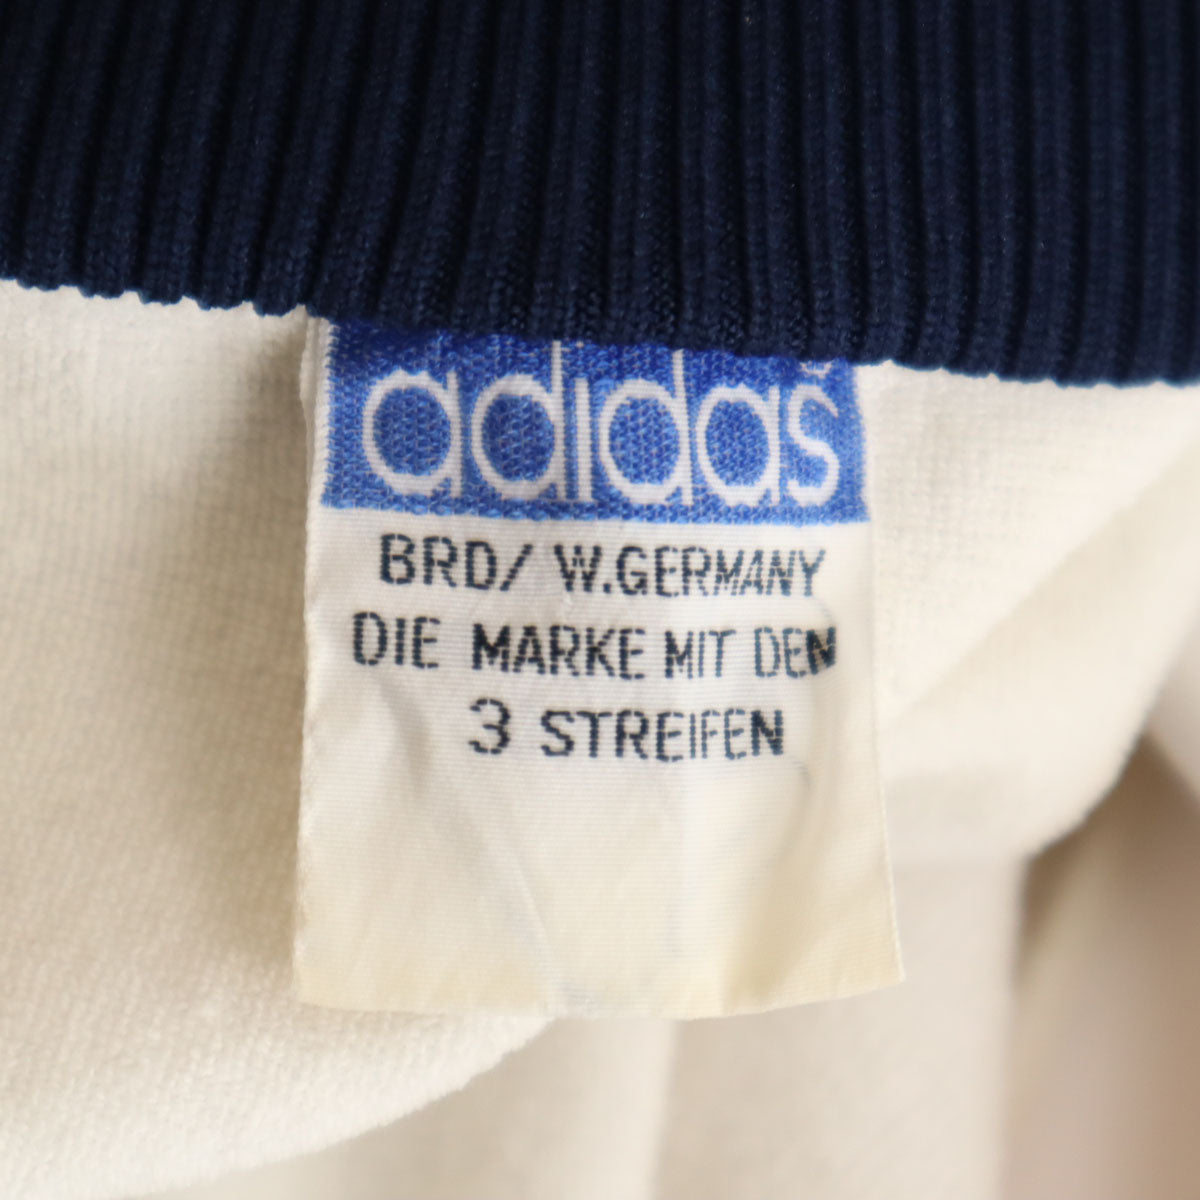 adidas
BRD/ W.GERMANY
DIE MARKE MIT DEN
3 STREIFEN